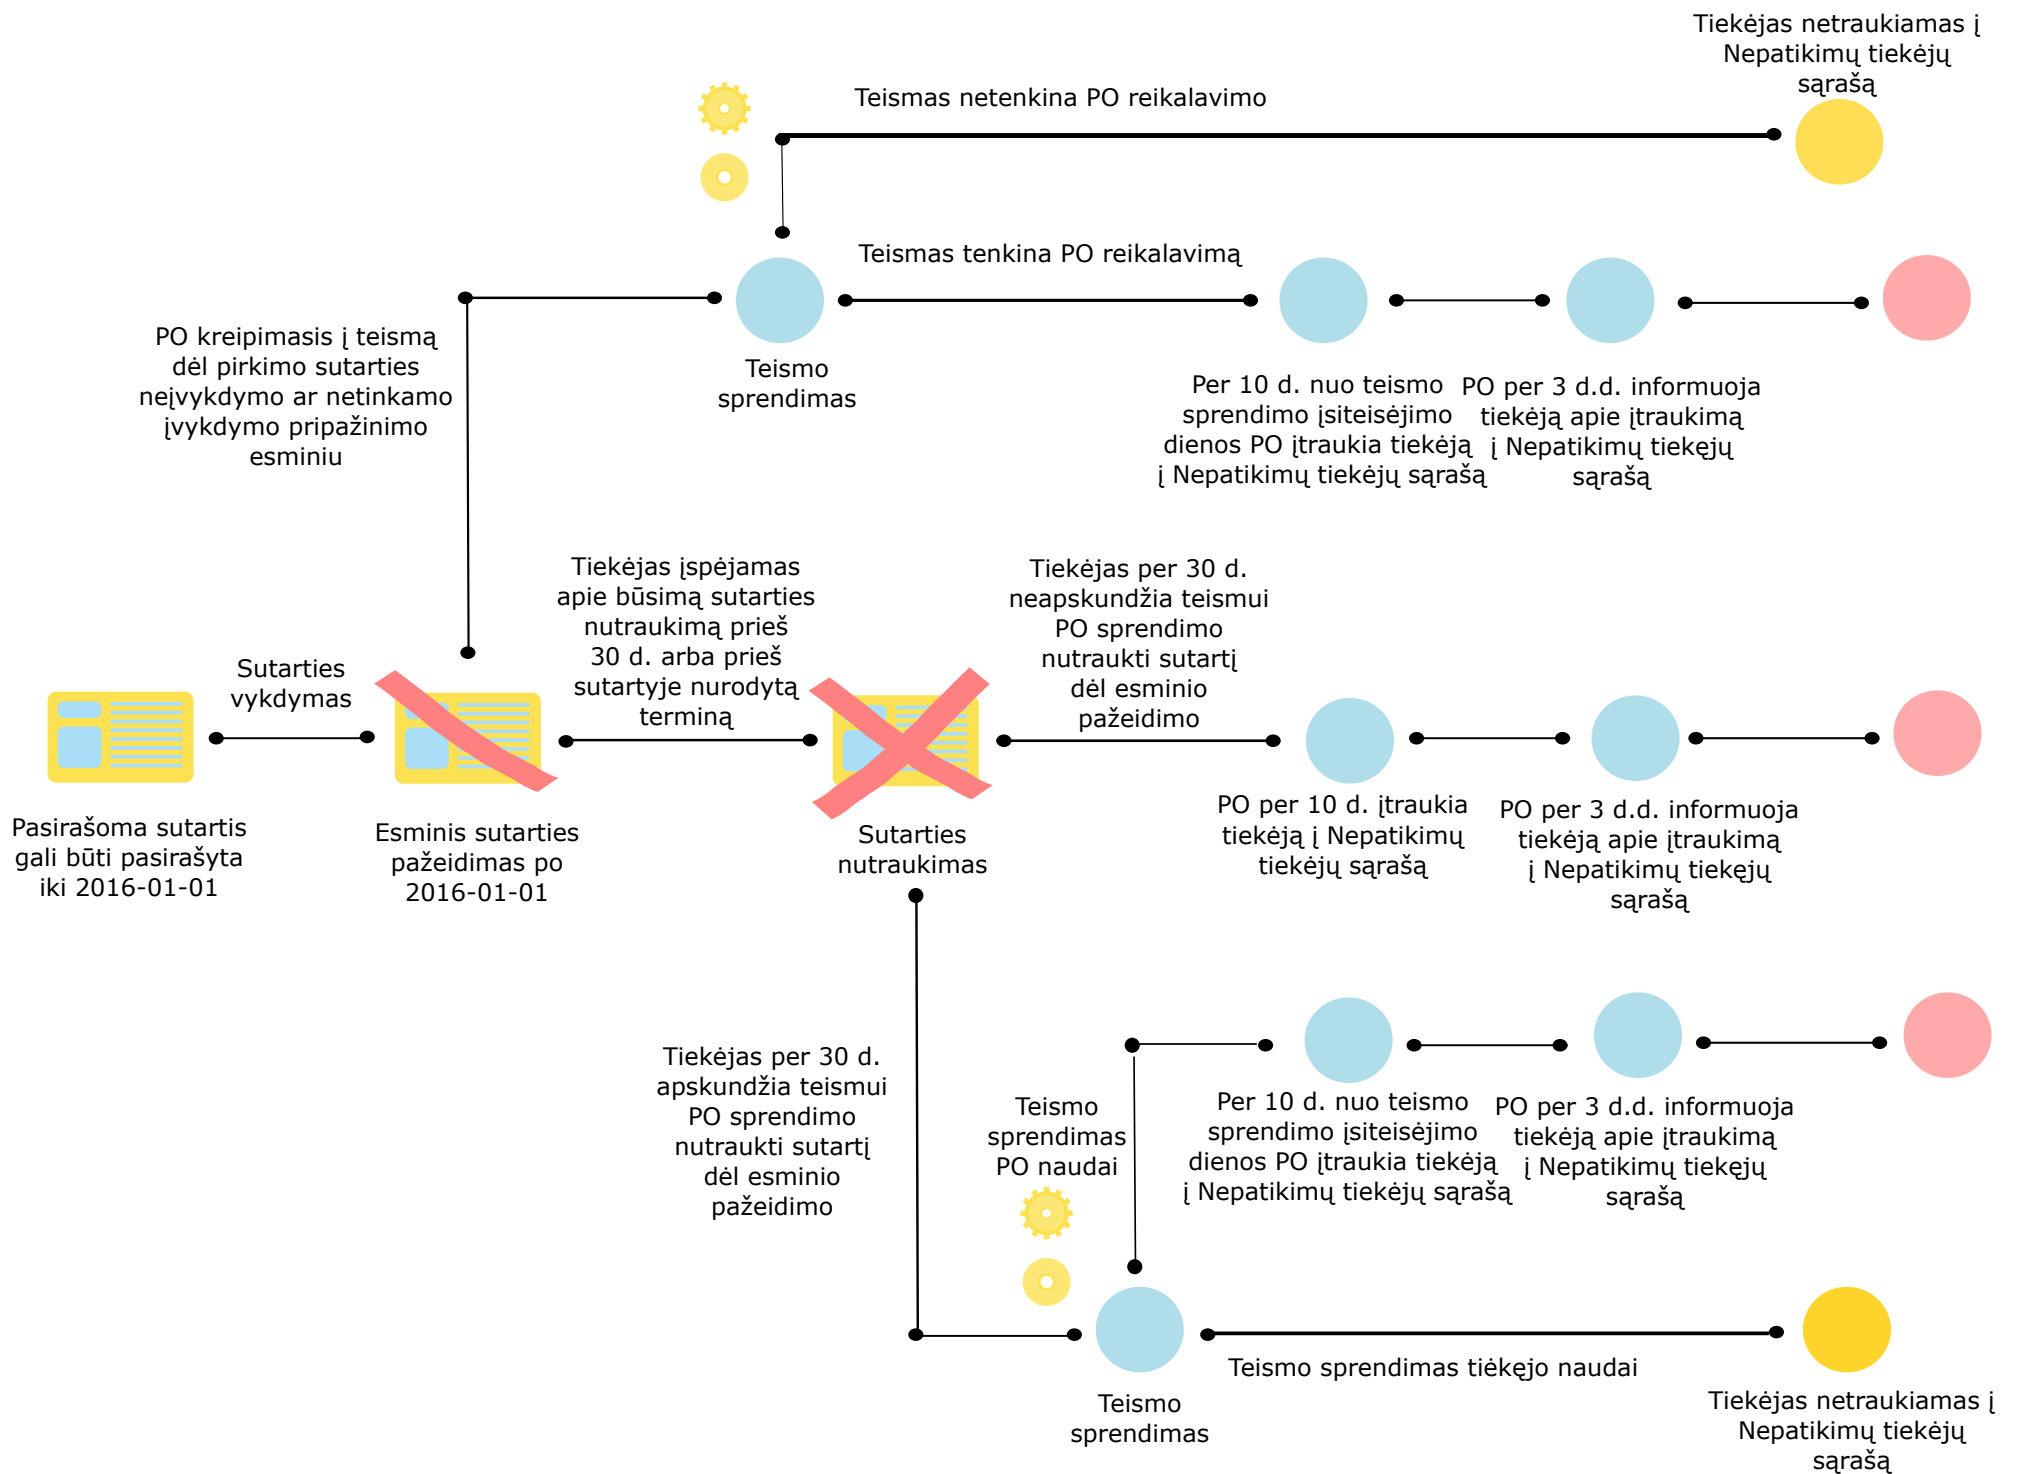 Tiekėjas netraukiamas į
Nepatikimų tiekėjų
sąrašą
Teismas netenkina PO reikalavimo
Teismas tenkina PO reikalavimą
PO kreipimasis į teismą
dėl pirkimo sutarties
neįvykdymo ar netinkamo
įvykdymo pripažinimo
esminiu
Teismo
sprendimas
Per 10 d. nuo teismo
sprendimo įsiteisėjimo
dienos PO įtraukia tiekėją
į Nepatikimų tiekėjų sąrašą
PO per 3 d.d. informuoja
tiekėją apie įtraukimą
į Nepatikimų tiekęjų
sąrašą
Sutarties
vykdymas
Tiekėjas įspėjamas
apie būsimą sutarties
nutraukimą prieš
30 d. arba prieš
sutartyje nurodytą
terminą
Tiekėjas per 30 d.
neapskundžia teismui
PO sprendimo
nutraukti sutartį
dėl esminio
pažeidimo
Pasirašoma sutartis
gali būti pasirašyta
iki 2016-01-01
Esminis sutarties
pažeidimas po
2016-01-01
Sutarties
nutraukimas
PO per 10 d. įtraukia
tiekėją į Nepatikimų
tiekėjų sąrašą
PO per 3 d.d. informuoja
tiekėją apie įtraukimą
į Nepatikimų tiekęjų
sąrašą
Tiekėjas per 30 d.
apskundžia teismui
PO sprendimo
nutraukti sutartį
dėl esminio
pažeidimo
Teismo
sprendimas
PO naudai
Per 10 d. nuo teismo
sprendimo įsiteisėjimo
dienos PO įtraukia tiekėją
į Nepatikimų tiekėjų sąrašą
PO per 3 d.d. informuoja
tiekėją apie įtraukimą
į Nepatikimų tiekęjų
sąrašą
Teismo sprendimas tiėkęjo naudai
Teismo
sprendimas
Tiekėjas netraukiamas į
Nepatikimų tiekėjų
sąrašą